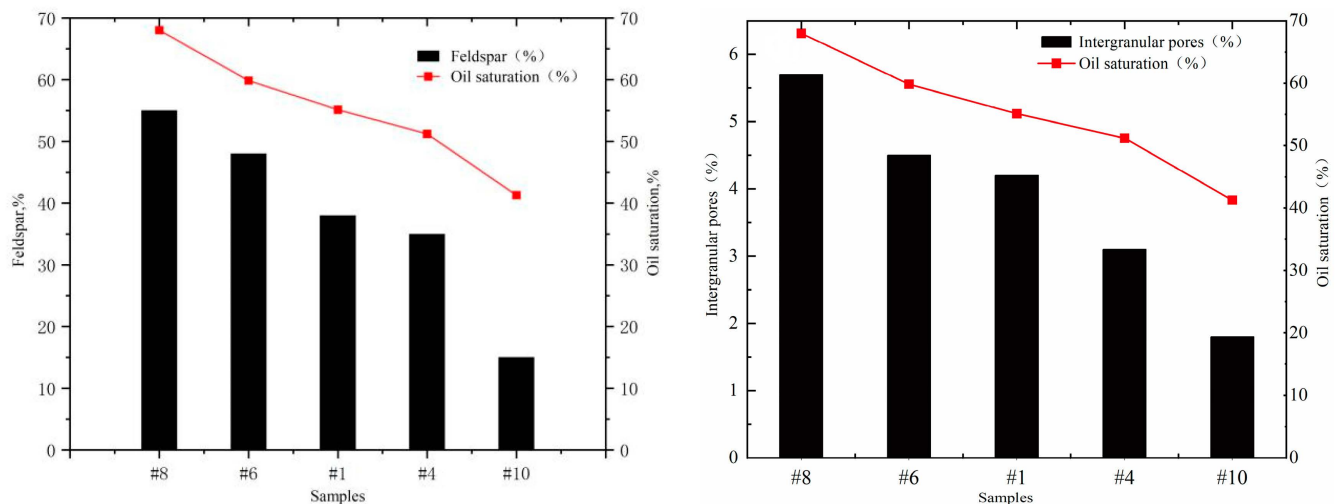 70
60
50
40
30
20
10
0
Feldspar,%
Feldspar（%）
Oil saturation（%）
70
60
50
40
30
20
10
0
Oil saturation,%
#8 #6 #1 #4 #10
Samples
6
5
4
3
2
1
0
Intergranular pores（%）
Intergranular pores（%）
Oil saturation（%）
70
60
50
40
30
20
10
0
Oil saturation（%）
#8 #6 #1 #4 #10
Samples